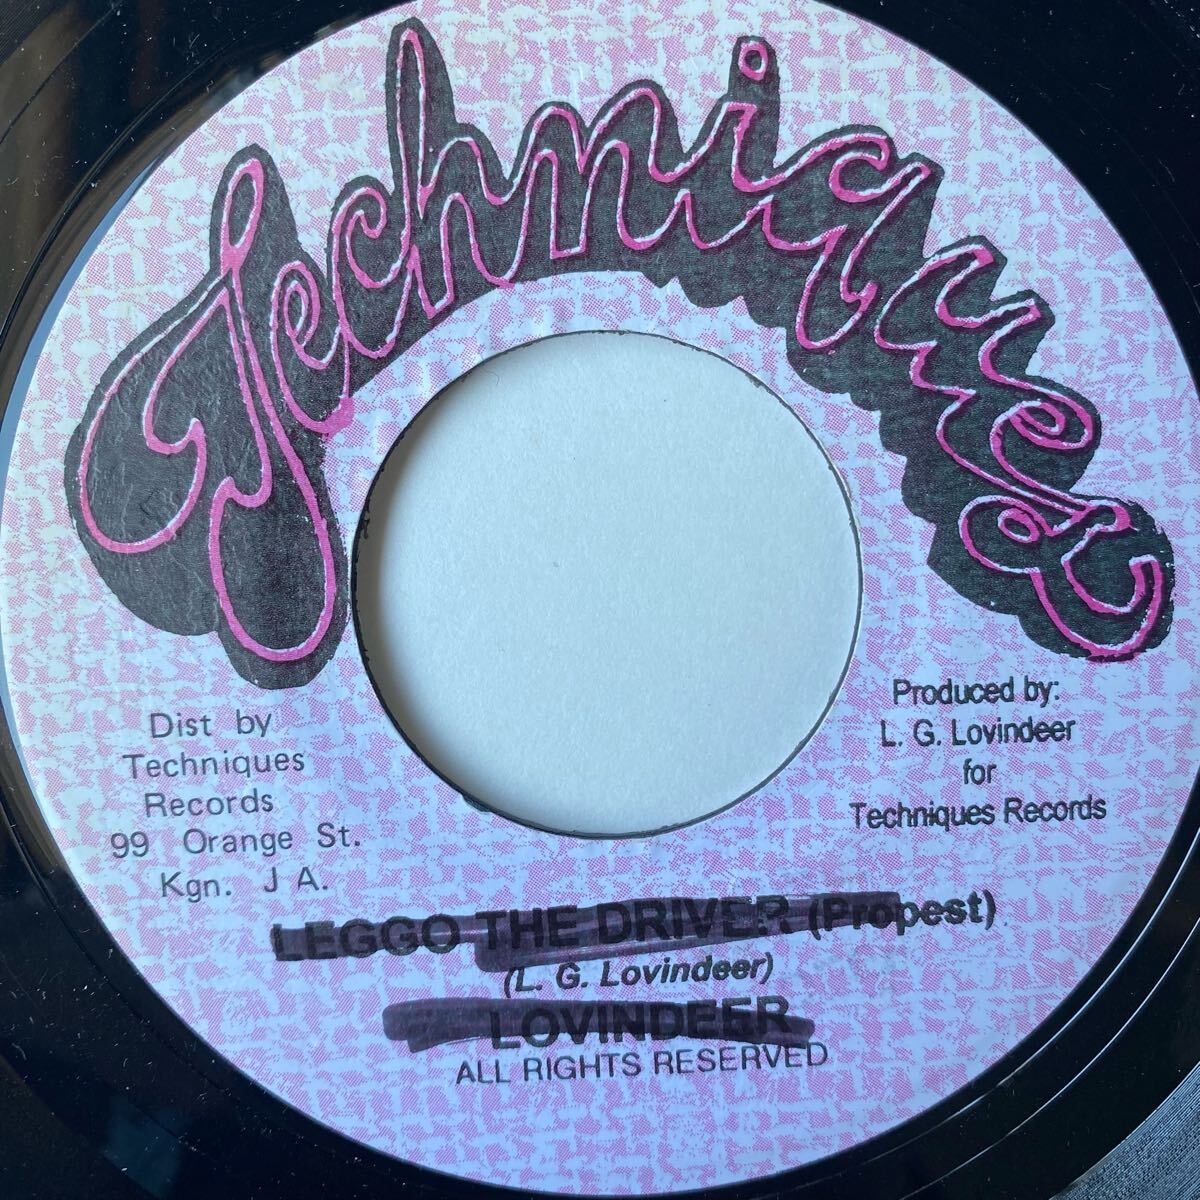 Techniques
Dist by
Techniques
Records
99 Orange St.
Kgn. J A.
Produced by:
L. G. Lovindeer
for
Techniques Records
LEGGO THE DRIVER (Propest)
(L. G. Lovindeer)
LOVINDEER
ALL RIGHTS RESERVED